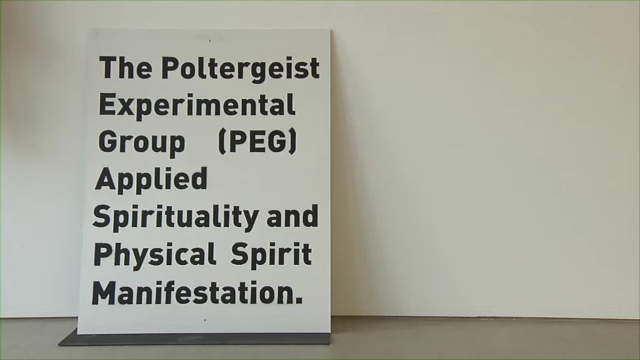 The Poltergeist
Experimental
Group (PEG)
Applied
Spirituality and
Physical Spirit
Manifestation.